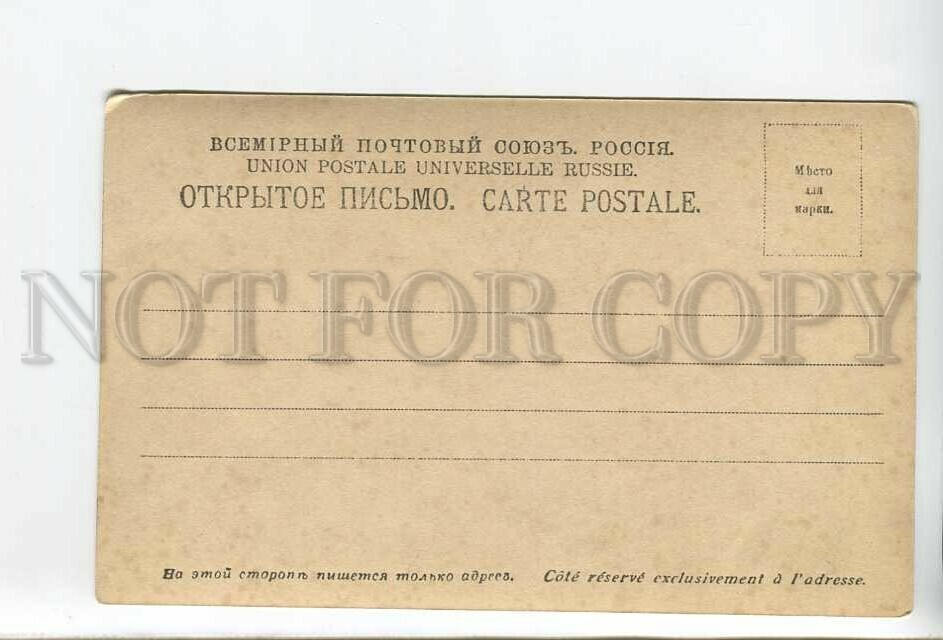 ВСЕМІРНЫЙ ПОЧТОВЫЙ СОЮЗЪ. РОССІЯ.
UNION POSTALE UNIVERSELLE RUSSIE.
ОТКРЫТОЕ ПИСЬМО. CARTE POSTALE.
Мѣсто
для
марки.
NOT FOR COPY
На этой сторонѣ пишется только адресъ. Côté réservé exclusivement à l'adresse.